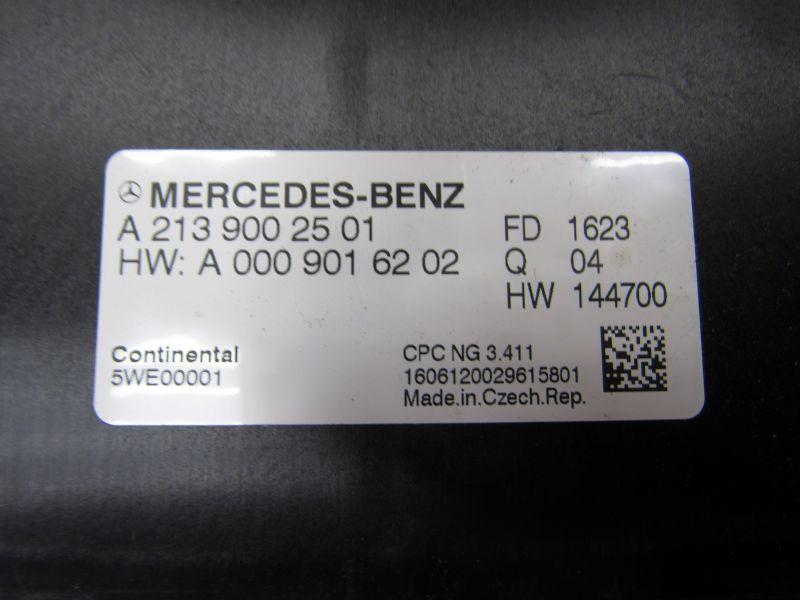 MERCEDES-BENZ
A 213 900 25 01
HW: A 000 901 62 02
FD 1623
Q 04
HW 144700
Continental
5WE00001
CPC NG 3.411
1606120029615801
Made.in.Czech.Rep.